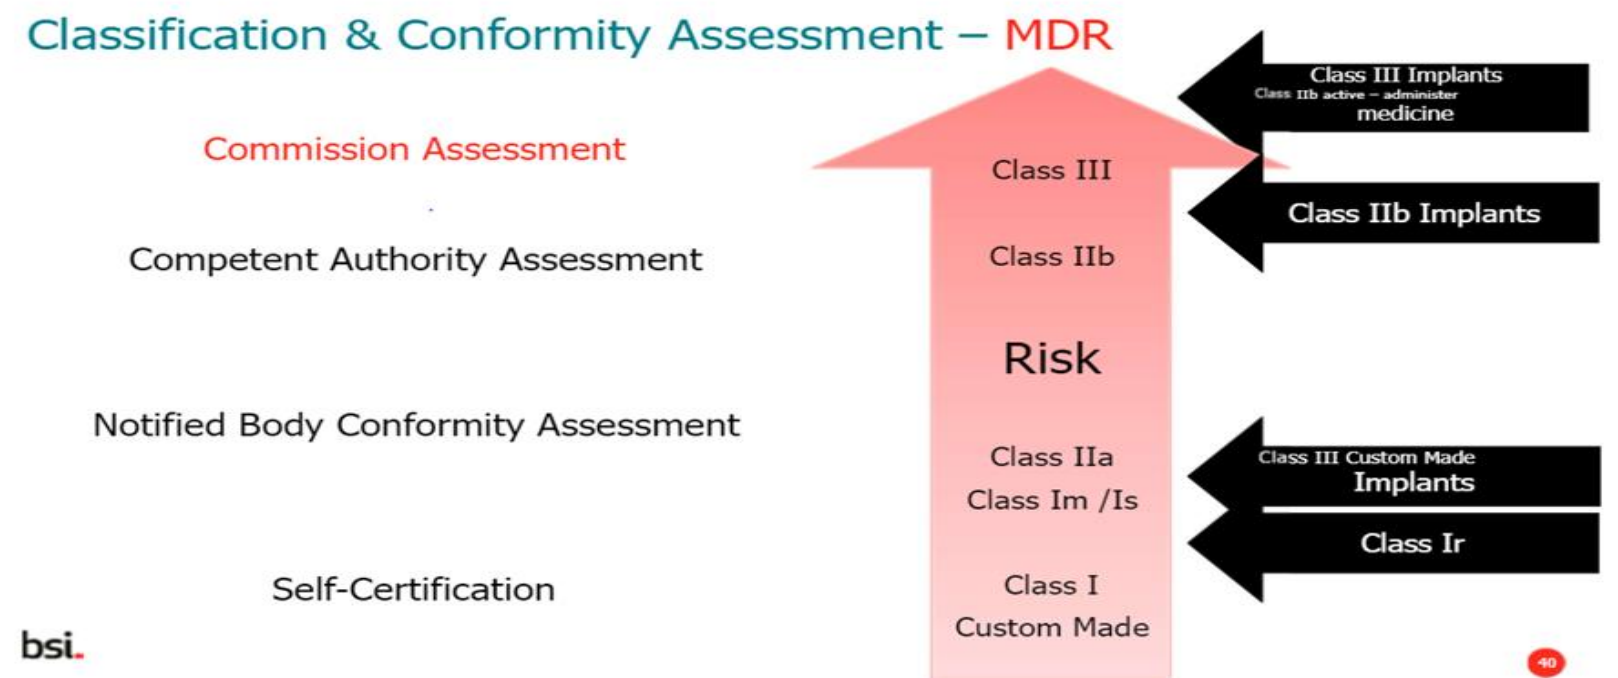 Classification & Conformity Assessment – MDR
Commission Assessment
Competent Authority Assessment
Notified Body Conformity Assessment
Self-Certification
Class III
Class IIb
Risk
Class IIa
Class Im /Is
Class I
Custom Made
Class III Implants
Class IIb active – administer
medicine
Class IIb Implants
Class III Custom Made
Implants
Class Ir
bsi.
40